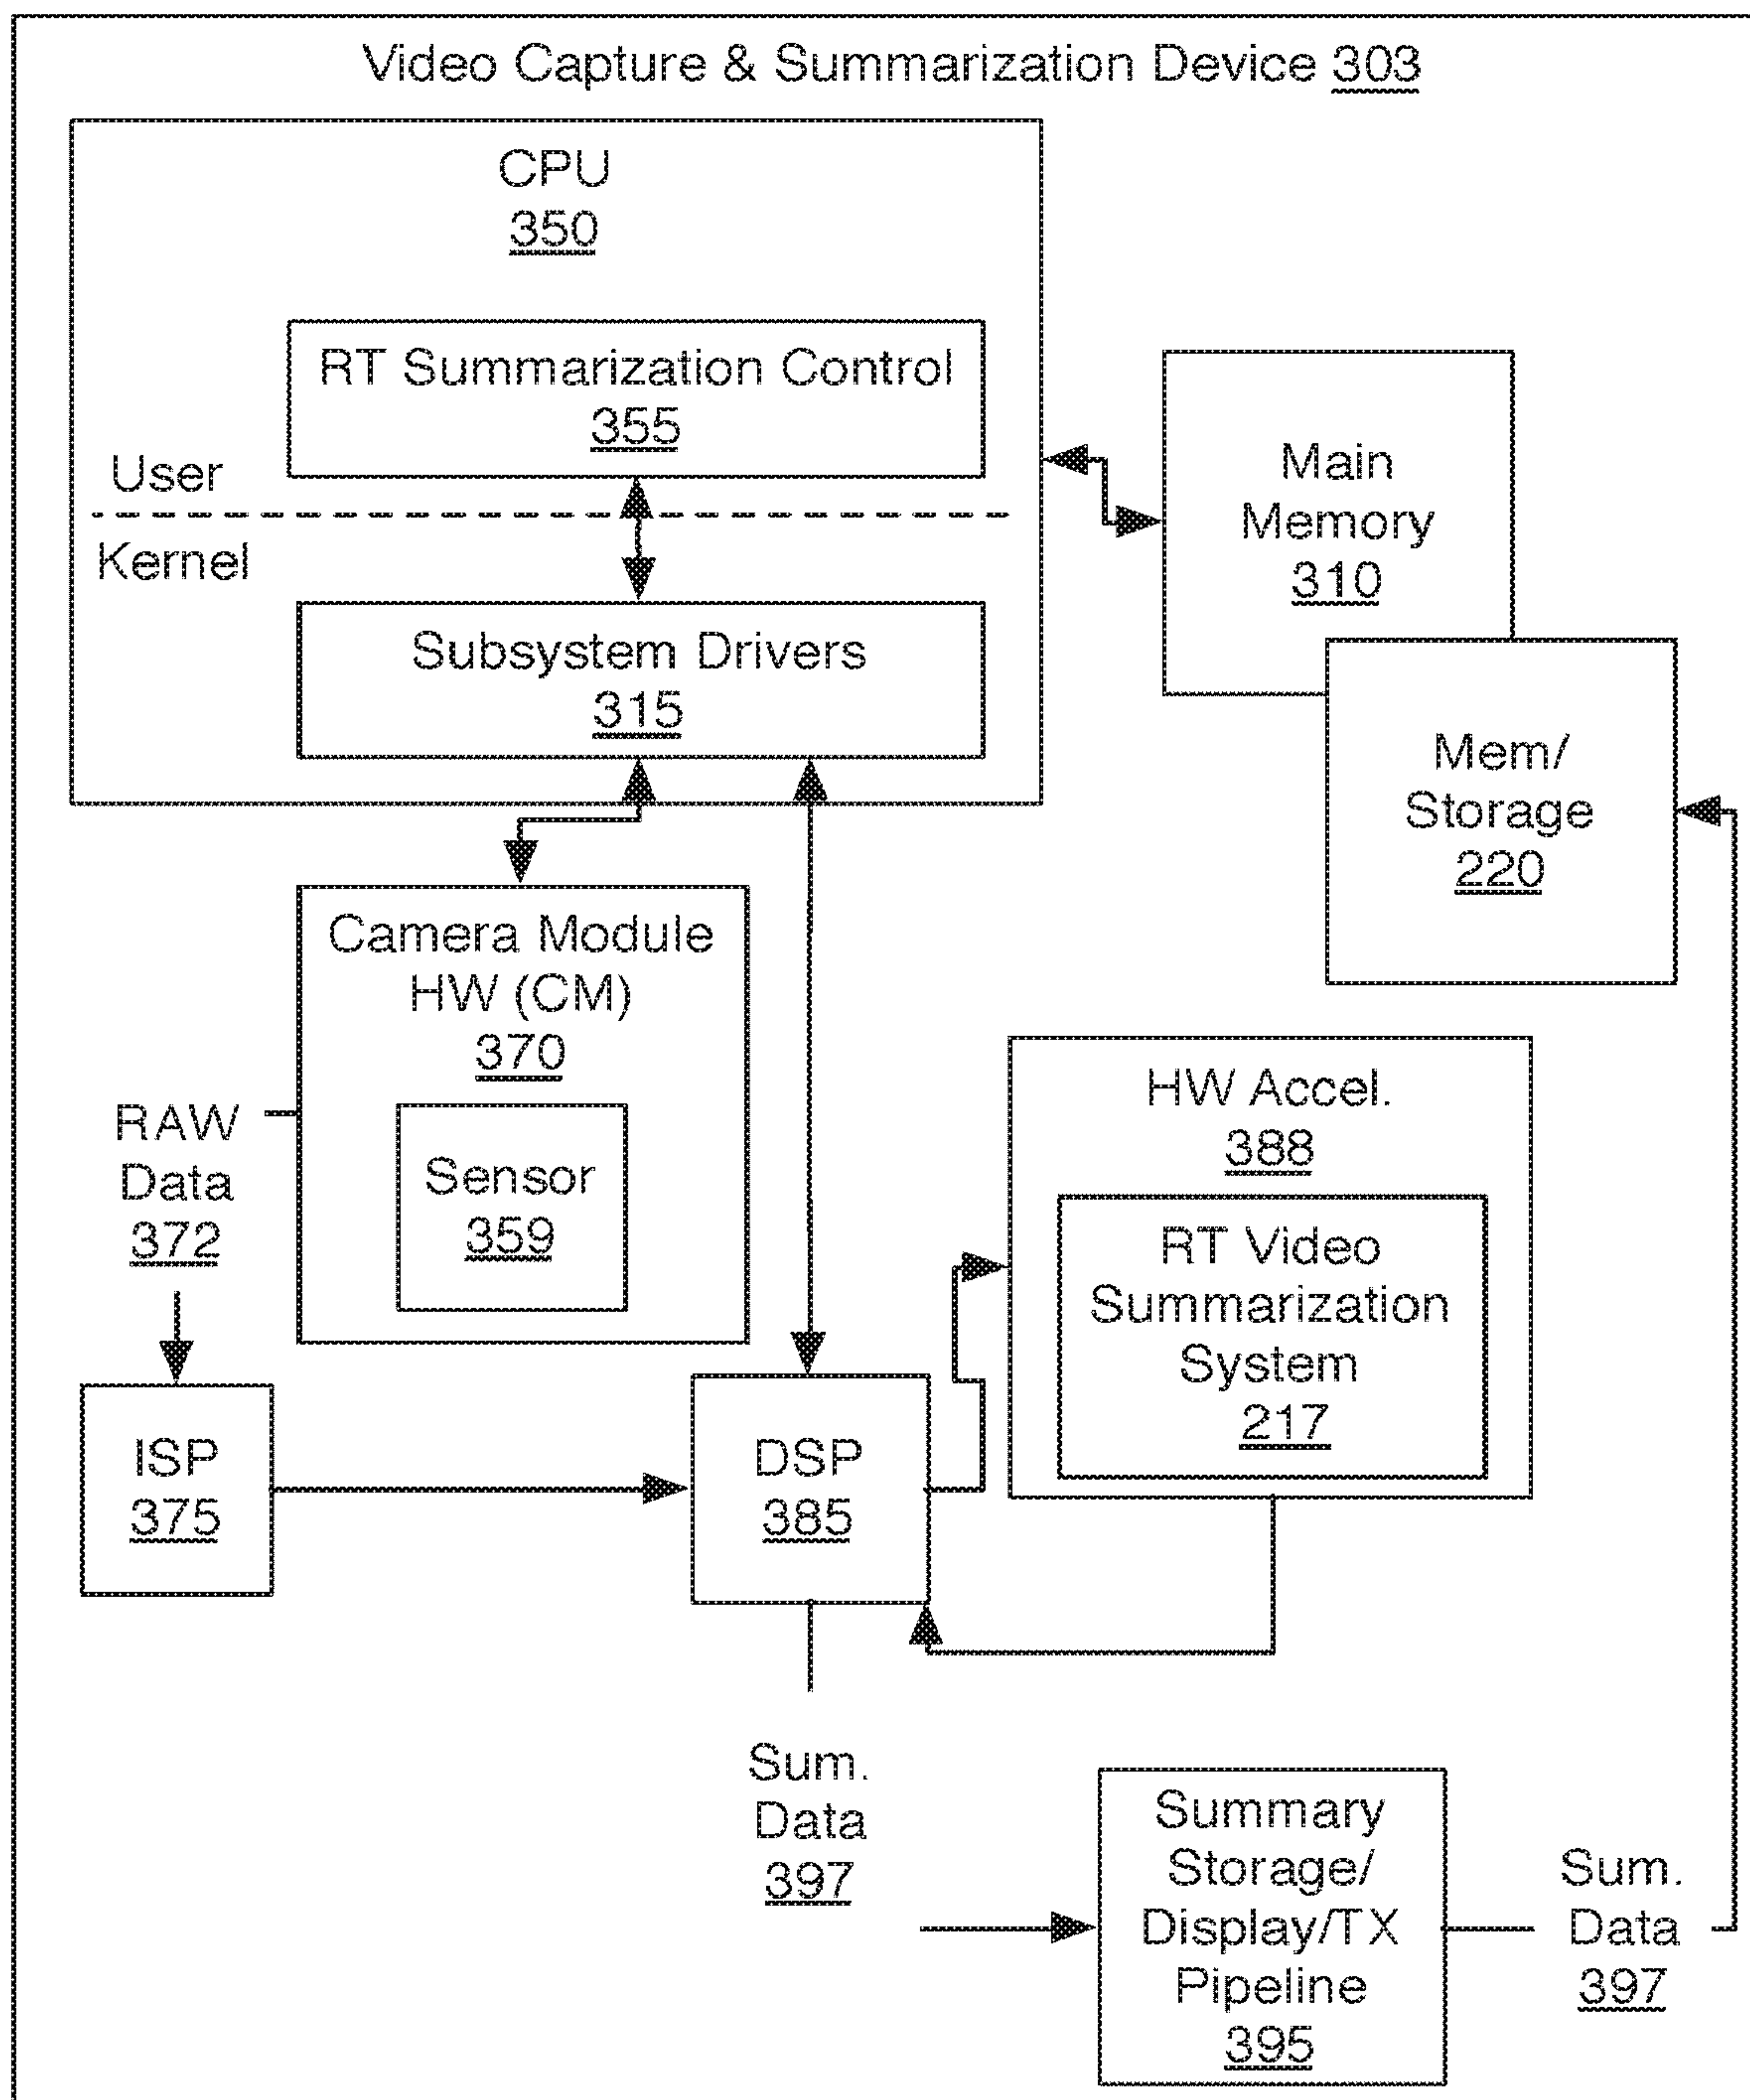 Video Capture & Summarization Device 303
CPU
350
RT Summarization Control
355
User
Kernel
Subsystem Drivers
315
Main
Memory
310
Mem/
Storage
220
Camera Module
HW (CM)
370
Sensor
359
RAW
Data
372
HW Accel.
388
RT Video
Summarization
System
217
ISP
375
DSP
385
Sum.
Data
397
Summary
Storage/
Display/TX
Pipeline
395
Sum.
Data
397